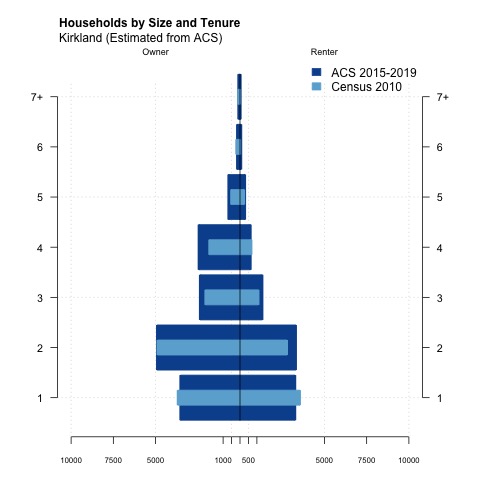 Households by Size and Tenure
Kirkland (Estimated from ACS)
Owner Renter
ACS 2015-2019
Census 2010
7+ 7+
6 6
5 5
4 4
3 3
2 2
1 1
10000 7500 5000 1000 500 5000 7500 10000